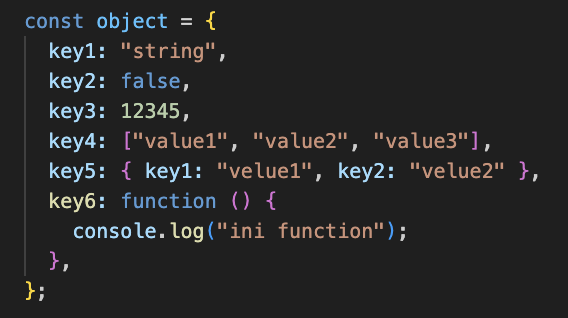 const object = {
  key1: "string",
  key2: false,
  key3: 12345,
  key4: ["value1", "value2", "value3"],
  key5: { key1: "velue1", key2: "velue2" },
  key6: function () {
    console.log("ini function");
  },
};